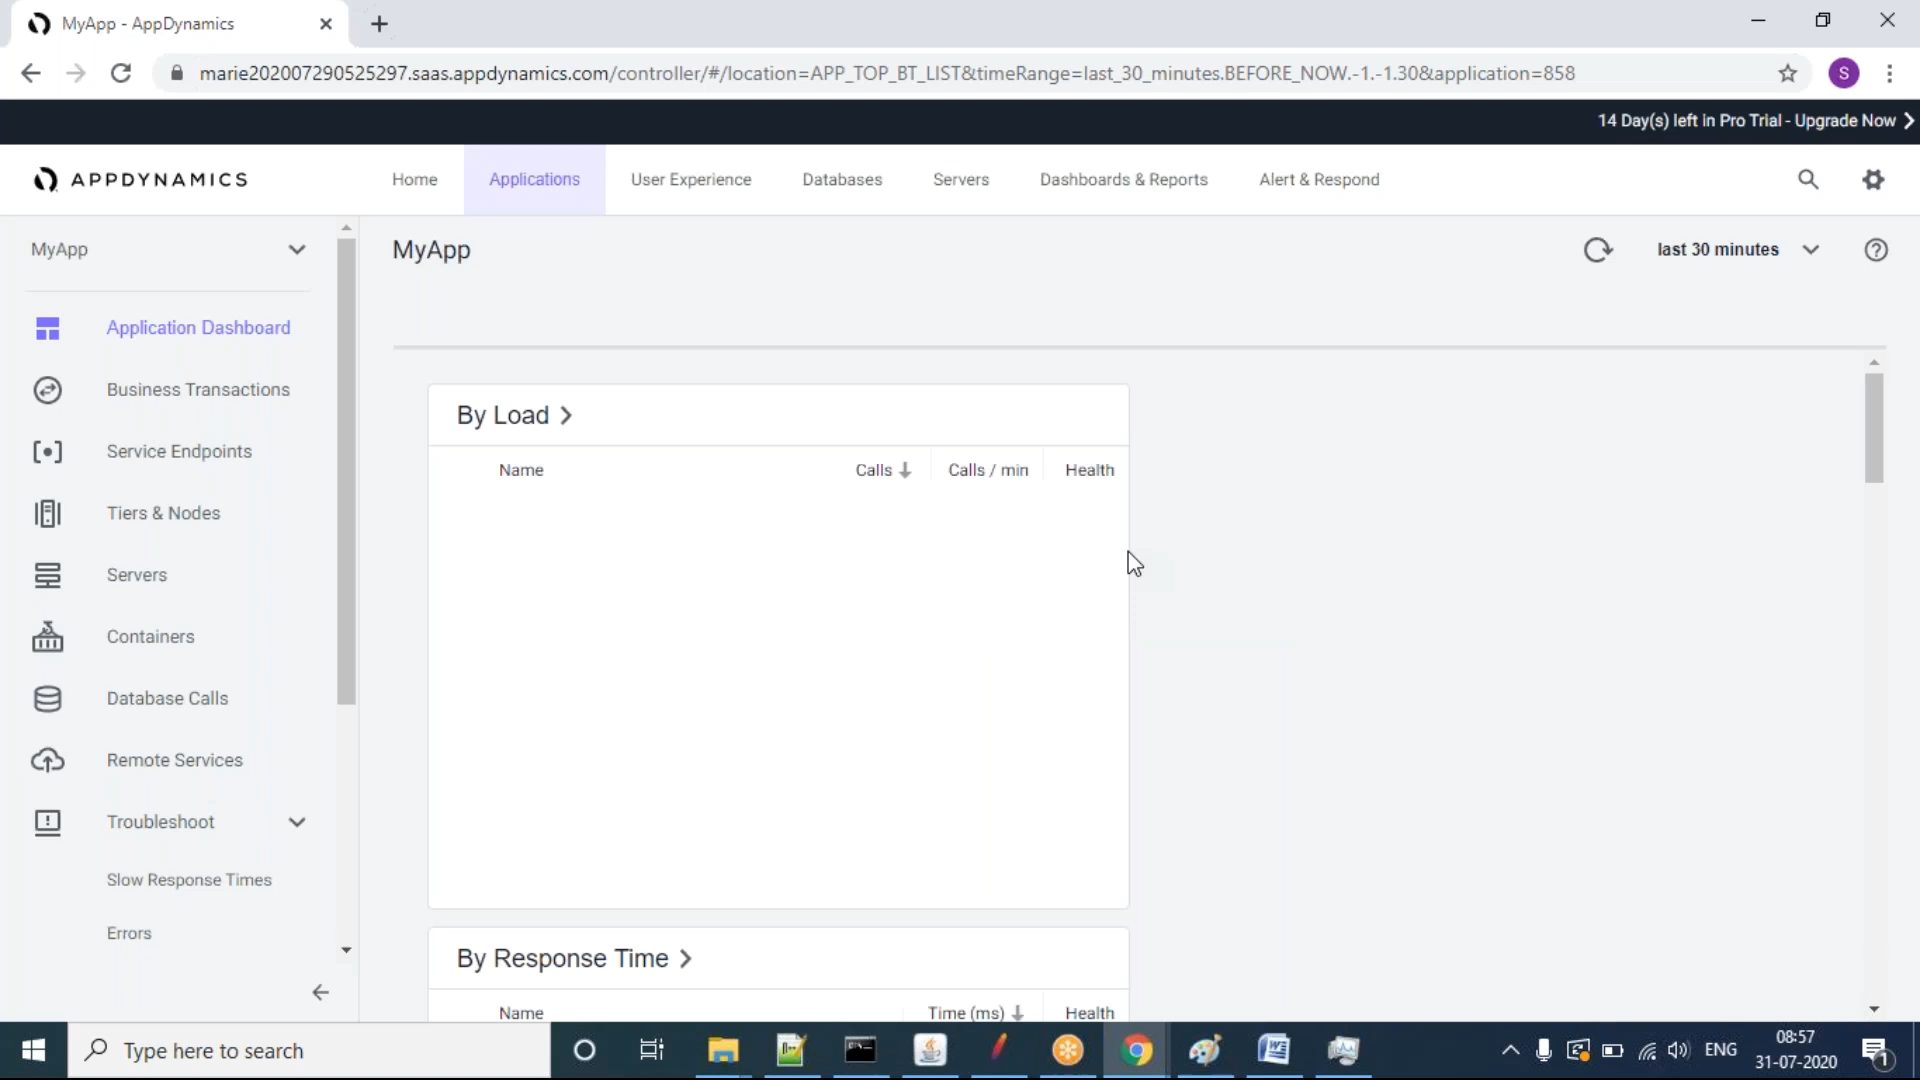 MyApp - AppDynamics
marie202007290525297.saas.appdynamics.com/controller/#/location=APP_TOP_BT_LIST&timeRange=last_30_minutes.BEFORE_NOW.-1.-1.30&application=858
S
14 Day(s) left in Pro Trial - Upgrade Now
APPDYNAMICS
Home
Applications
User Experience
Databases
Servers
Dashboards & Reports
Alert & Respond
MyApp
MyApp
last 30 minutes
Application Dashboard
Business Transactions
Service Endpoints
Tiers & Nodes
Servers
Containers
Database Calls
Remote Services
Troubleshoot
Slow Response Times
Errors
By Load
Name
Calls
Calls / min
Health
By Response Time
Name
Time (ms)
Health
Type here to search
ENG
08:57
31-07-2020
1